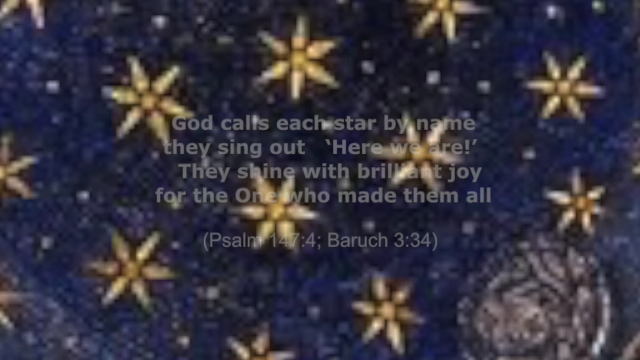 God calls each star by name
they sing out ‘Here we are!’
They shine with brilliant joy
for the One who made them all
(Psalm 147:4; Baruch 3:34)